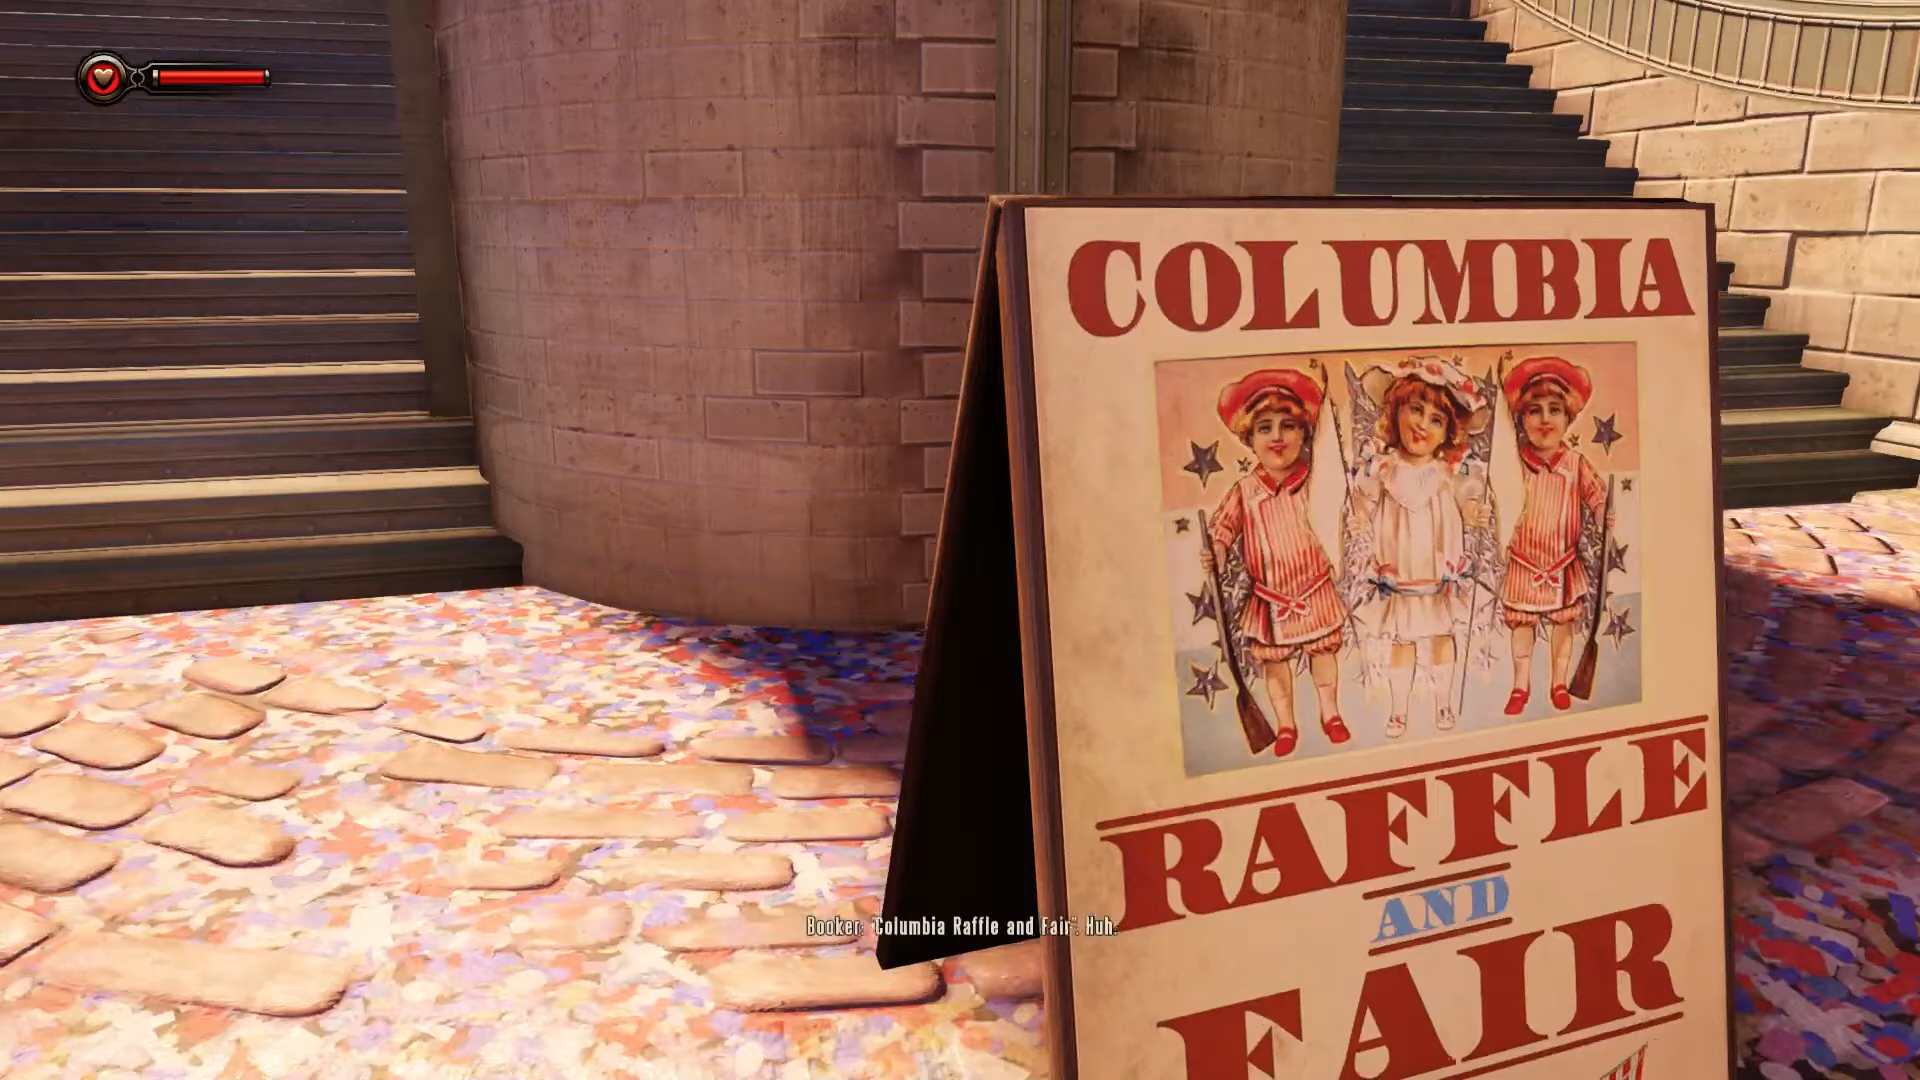 COLUMBIA
RAFFLE
AND
FAIR
Booker: "Columbia Raffle and Fair". Huh.